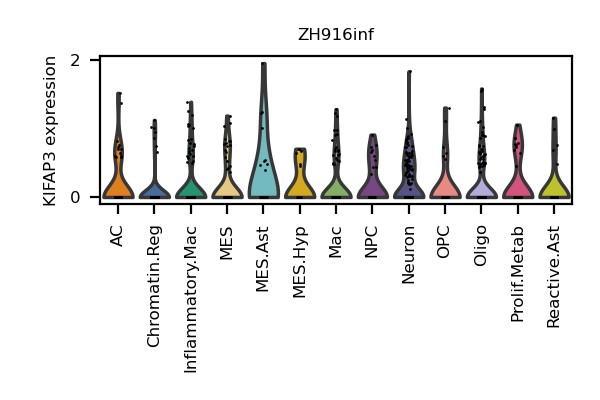 ZH916inf
KIFAP3 expression
2
0
AC
Chromatin.Reg
Inflammatory.Mac
MES
MES.Ast
MES.Hyp
Mac
NPC
Neuron
OPC
Oligo
Prolif.Metab
Reactive.Ast